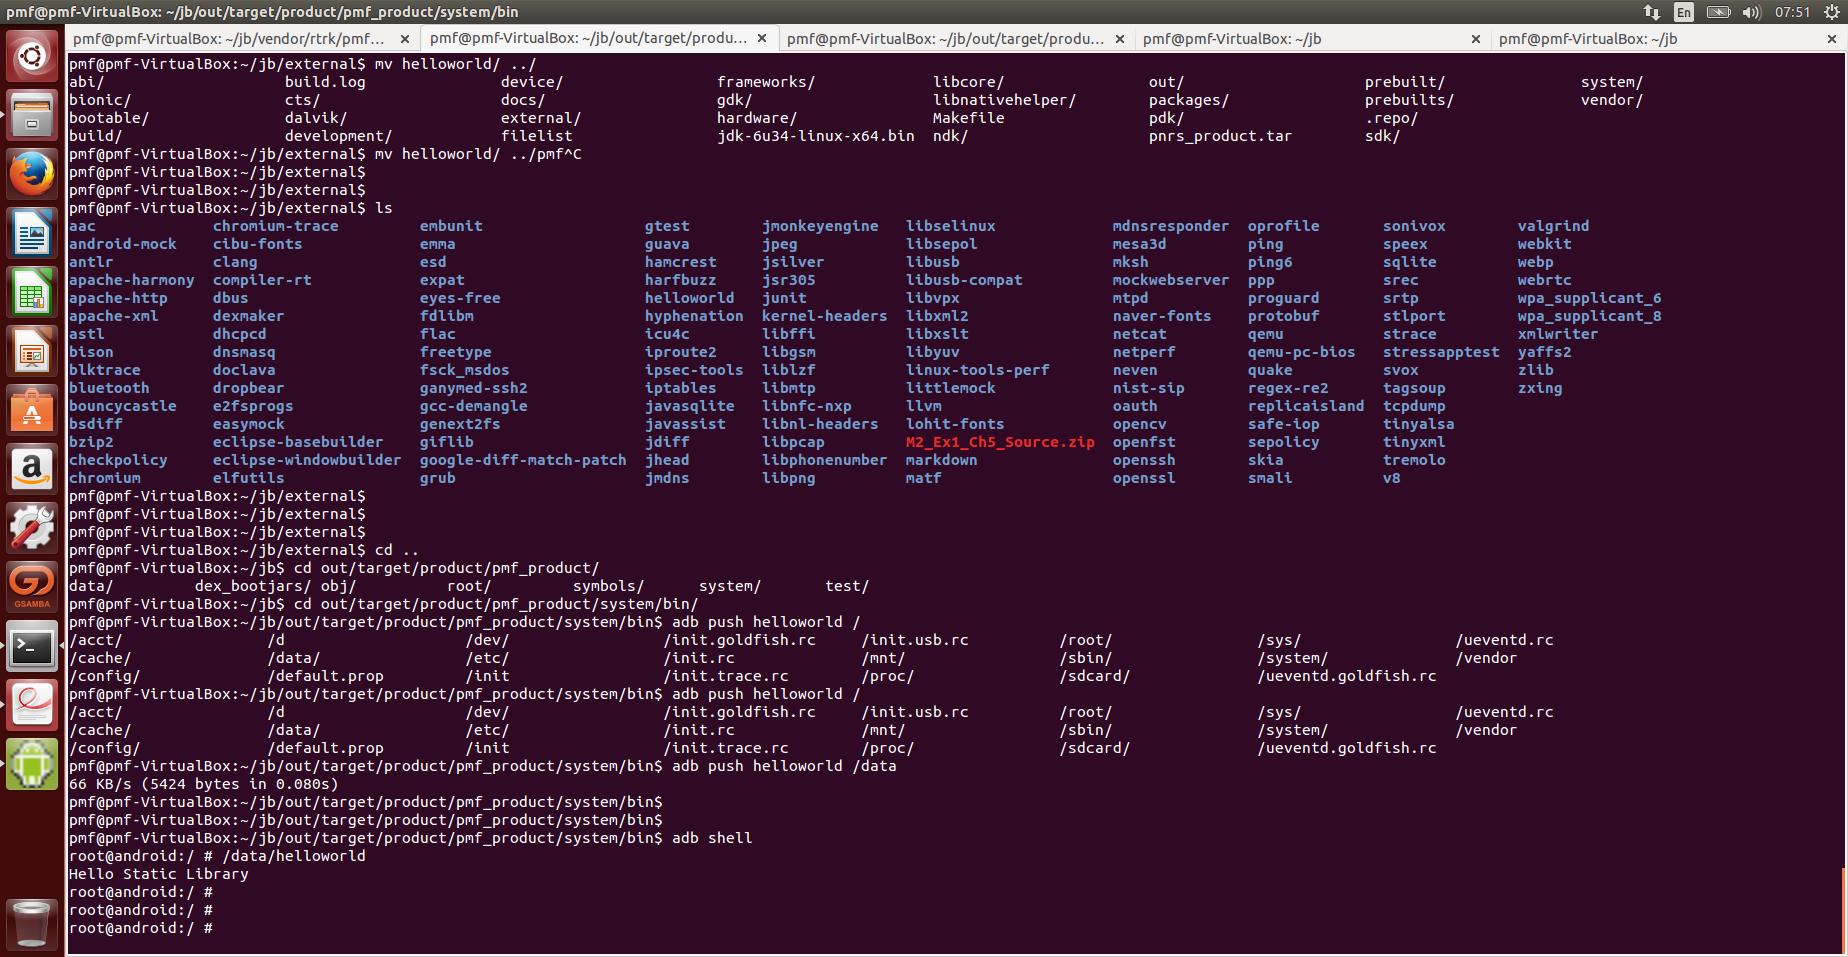 pmf@pmf-VirtualBox: ~/jb/out/target/product/pmf_product/system/bin En 07:51
pmf@pmf-VirtualBox: ~/jb/vendor/rtrk/pmf... × pmf@pmf-VirtualBox: ~/jb/out/target/produ... × pmf@pmf-VirtualBox: ~/jb/out/target/produ... × pmf@pmf-VirtualBox: ~/jb × pmf@pmf-VirtualBox: ~/jb ×
pmf@pmf-VirtualBox:~/jb/external$ mv helloworld/ ../
abi/ build.log device/ frameworks/ libcore/ out/ prebuilt/ system/
bionic/ cts/ docs/ gdk/ libnativehelper/ packages/ prebuilts/ vendor/
bootable/ dalvik/ external/ hardware/ Makefile pdk/ .repo/
build/ development/ filelist jdk-6u34-linux-x64.bin ndk/ pnrs_product.tar sdk/
pmf@pmf-VirtualBox:~/jb/external$ mv helloworld/ ../pmf^C
pmf@pmf-VirtualBox:~/jb/external$
pmf@pmf-VirtualBox:~/jb/external$
pmf@pmf-VirtualBox:~/jb/external$ ls
aac chromium-trace embunit gtest jmonkeyengine libselinux mdnsresponder oprofile sonivox valgrind
android-mock cibu-fonts emma guava jpeg libsepol mesa3d ping speex webkit
antlr clang esd hamcrest jsilver libusb mksh ping6 sqlite webp
apache-harmony compiler-rt expat harfbuzz jsr305 libusb-compat mockwebserver ppp srec webrtc
apache-http dbus eyes-free helloworld junit libvpx mtpd proguard srtp wpa_supplicant_6
apache-xml dexmaker fdlibm hyphenation kernel-headers libxml2 naver-fonts protobuf stlport wpa_supplicant_8
astl dhcpcd flac icu4c libffi libxslt netcat qemu strace xmlwriter
bison dnsmasq freetype iproute2 libgsm libyuv netperf qemu-pc-bios stressapptest yaffs2
blktrace doclava fsck_msdos ipsec-tools liblzf linux-tools-perf neven quake svox zlib
bluetooth dropbear ganymed-ssh2 iptables libmtp littlemock nist-sip regex-re2 tagsoup zxing
bouncycastle e2fsprogs gcc-demangle javasqlite libnfc-nxp llvm oauth replicaisland tcpdump
bsdiff easymock genext2fs javassist libnl-headers lohit-fonts opencv safe-iop tinyalsa
bzip2 eclipse-basebuilder giflib jdiff libpcap M2_Ex1_Ch5_Source.zip openfst sepolicy tinyxml
checkpolicy eclipse-windowbuilder google-diff-match-patch jhead libphonenumber markdown openssh skia tremolo
chromium elfutils grub jmdns libpng matf openssl smali v8
pmf@pmf-VirtualBox:~/jb/external$
pmf@pmf-VirtualBox:~/jb/external$
pmf@pmf-VirtualBox:~/jb/external$
pmf@pmf-VirtualBox:~/jb/external$ cd ..
pmf@pmf-VirtualBox:~/jb$ cd out/target/product/pmf_product/
data/ dex_bootjars/ obj/ root/ symbols/ system/ test/
pmf@pmf-VirtualBox:~/jb$ cd out/target/product/pmf_product/system/bin/
pmf@pmf-VirtualBox:~/jb/out/target/product/pmf_product/system/bin$ adb push helloworld /
/acct/ /d /dev/ /init.goldfish.rc /init.usb.rc /root/ /sys/ /ueventd.rc
/cache/ /data/ /etc/ /init.rc /mnt/ /sbin/ /system/ /vendor
/config/ /default.prop /init /init.trace.rc /proc/ /sdcard/ /ueventd.goldfish.rc
pmf@pmf-VirtualBox:~/jb/out/target/product/pmf_product/system/bin$ adb push helloworld /
/acct/ /d /dev/ /init.goldfish.rc /init.usb.rc /root/ /sys/ /ueventd.rc
/cache/ /data/ /etc/ /init.rc /mnt/ /sbin/ /system/ /vendor
/config/ /default.prop /init /init.trace.rc /proc/ /sdcard/ /ueventd.goldfish.rc
pmf@pmf-VirtualBox:~/jb/out/target/product/pmf_product/system/bin$ adb push helloworld /data
66 KB/s (5424 bytes in 0.080s)
pmf@pmf-VirtualBox:~/jb/out/target/product/pmf_product/system/bin$
pmf@pmf-VirtualBox:~/jb/out/target/product/pmf_product/system/bin$
pmf@pmf-VirtualBox:~/jb/out/target/product/pmf_product/system/bin$ adb shell
root@android:/ # /data/helloworld
Hello Static Library
root@android:/ #
root@android:/ #
root@android:/ #
GSAMBA